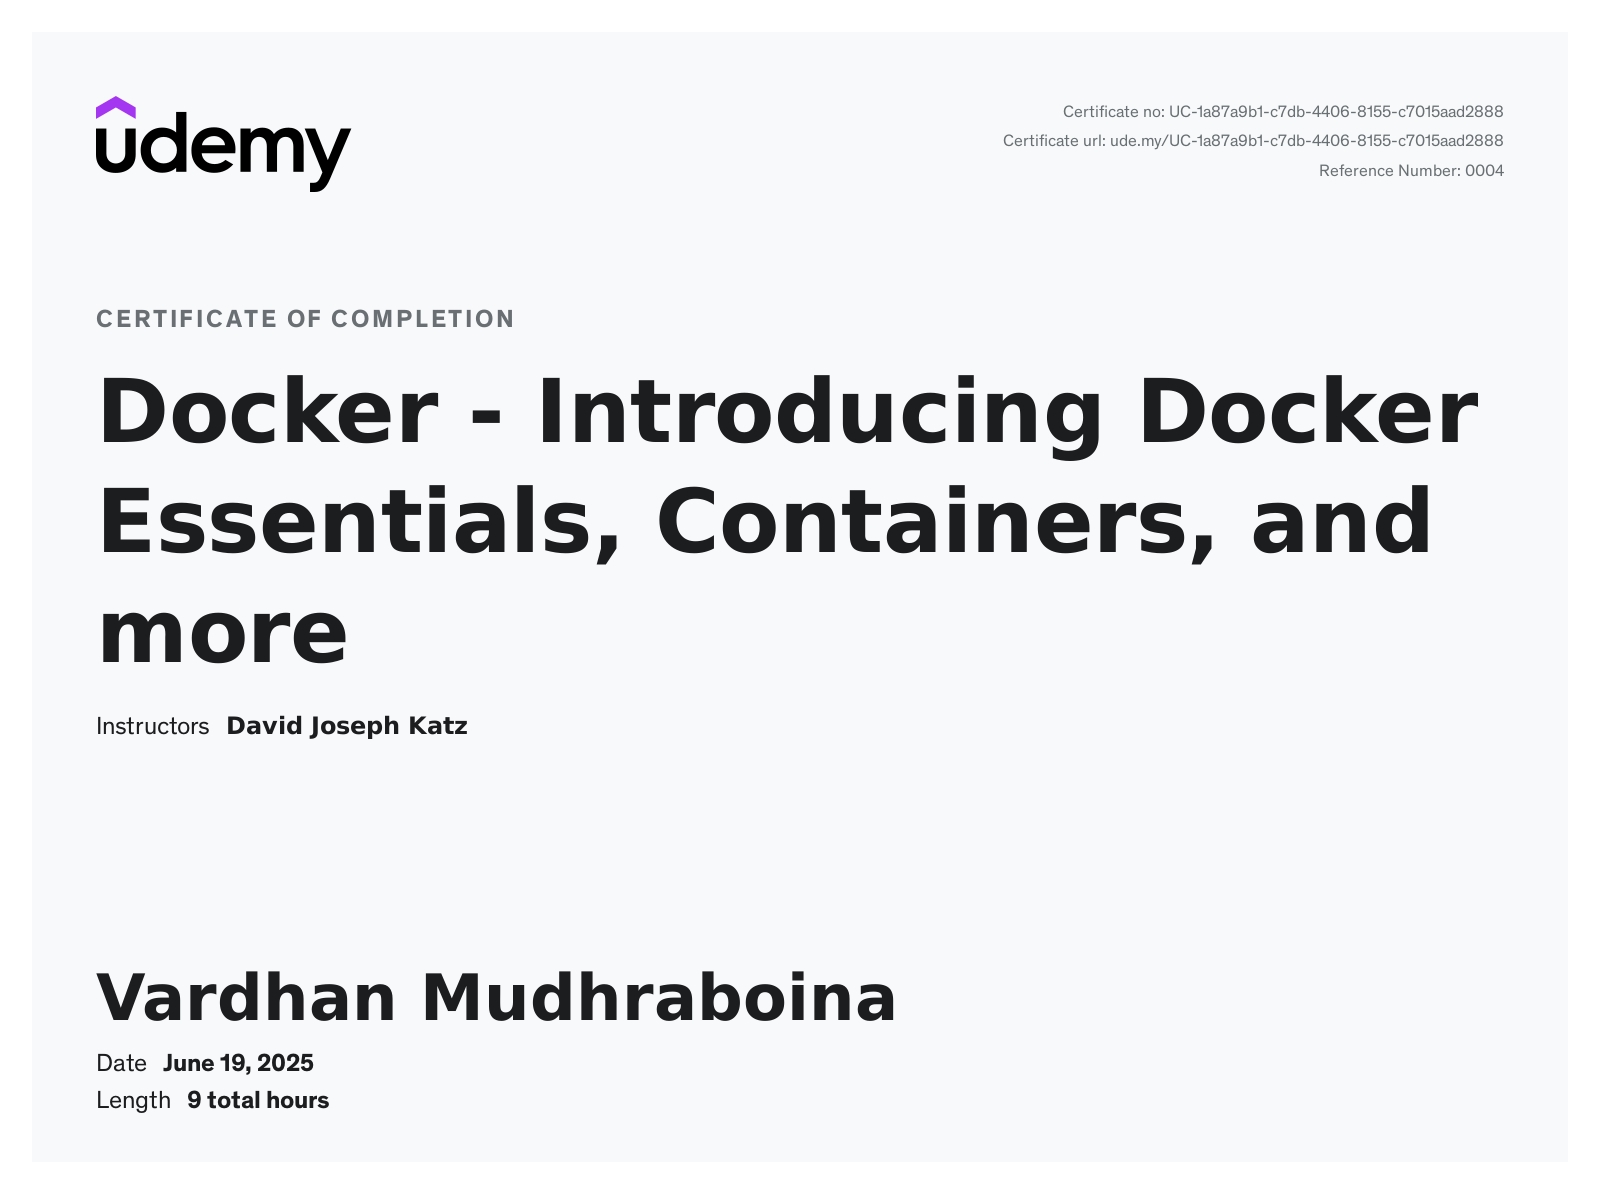 udemy
Certificate no: UC-1a87a9b1-c7db-4406-8155-c7015aad2888
Certificate url: ude.my/UC-1a87a9b1-c7db-4406-8155-c7015aad2888
Reference Number: 0004
CERTIFICATE OF COMPLETION
Docker - Introducing Docker
Essentials, Containers, and
more
Instructors David Joseph Katz
Vardhan Mudhraboina
Date June 19, 2025
Length 9 total hours